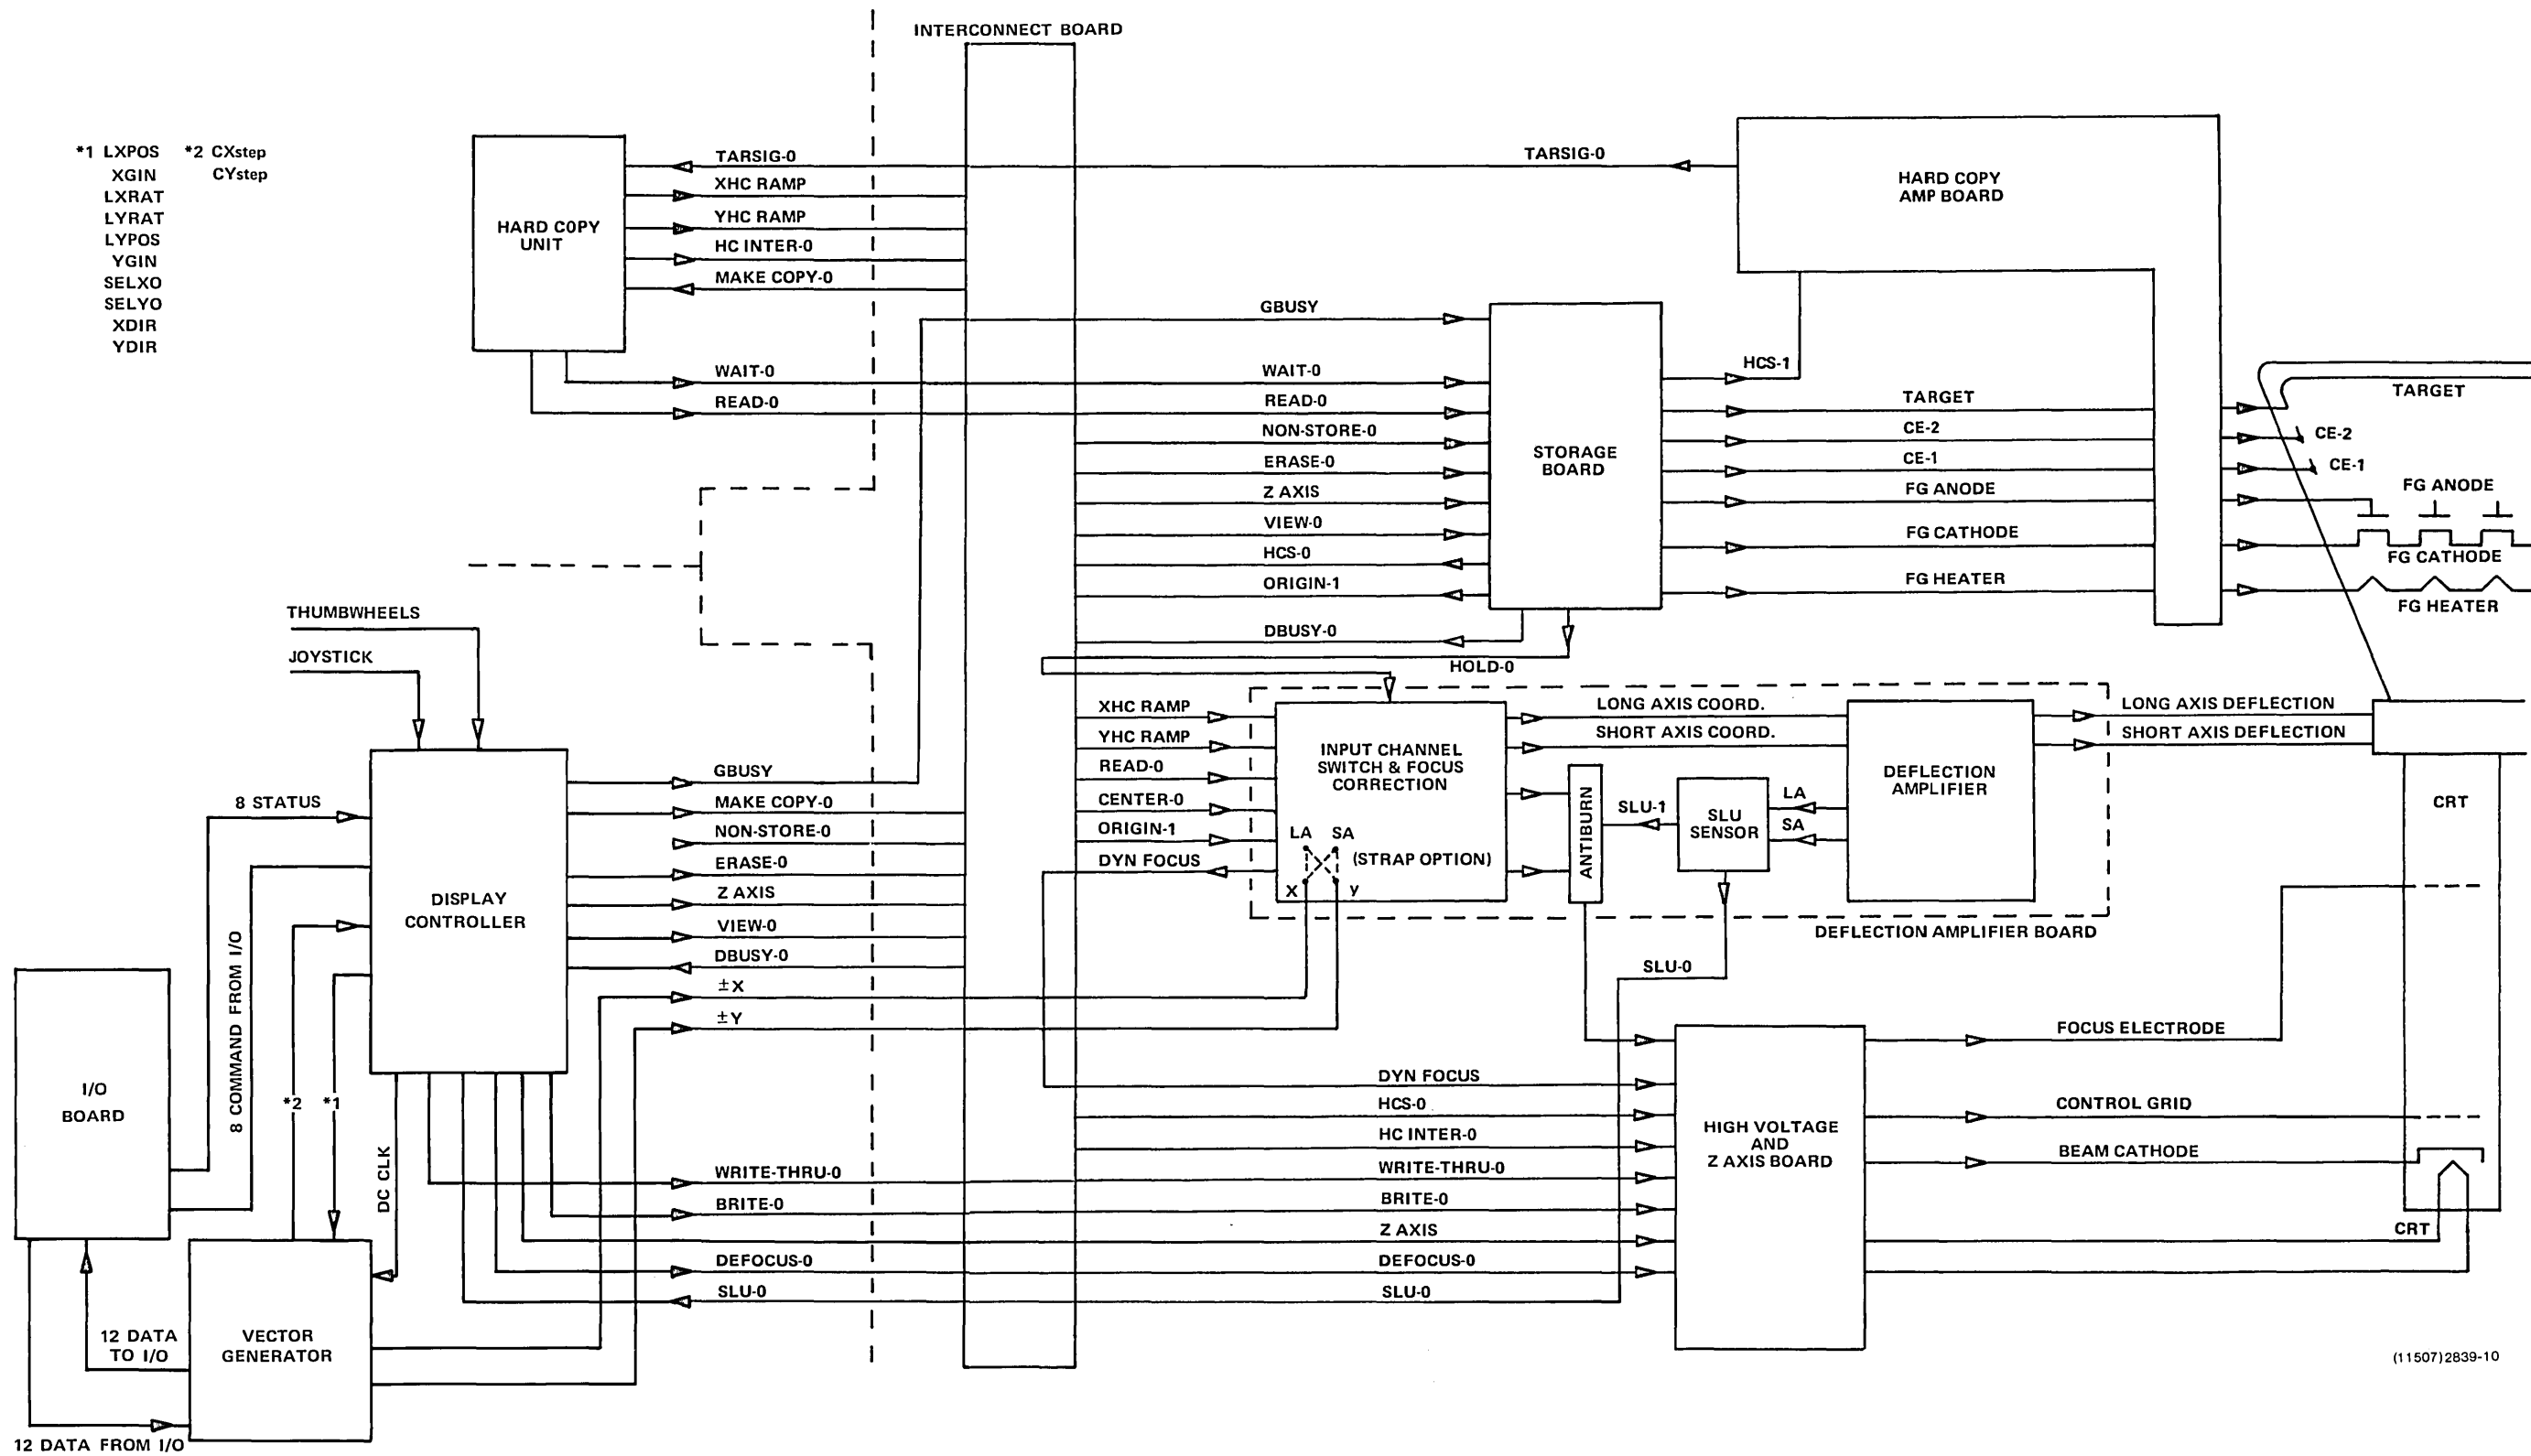 INTERCONNECT BOARD
*1 LXPOS *2 CXstep
XGIN CYstep
LXRAT
LYRAT
LYPOS
YGIN
SELXO
SELYO
XDIR
YDIR
HARD COPY
UNIT
TARSIG-0
XHC RAMP
YHC RAMP
HC INTER-0
MAKE COPY-0
WAIT-0
READ-0
TARSIG-0
HARD COPY
AMP BOARD
GBUSY
WAIT-0
READ-0
NON-STORE-0
ERASE-0
Z AXIS
VIEW-0
HCS-0
ORIGIN-1
DBUSY-0
HOLD-0
STORAGE
BOARD
HCS-1
TARGET
CE-2
CE-1
FG ANODE
FG CATHODE
FG HEATER
TARGET
CE-2
CE-1
FG ANODE
FG CATHODE
FG HEATER
THUMBWHEELS
JOYSTICK
8 STATUS
8 COMMAND FROM I/O
DISPLAY
CONTROLLER
GBUSY
MAKE COPY-0
NON-STORE-0
ERASE-0
Z AXIS
VIEW-0
DBUSY-0
±X
±Y
XHC RAMP
YHC RAMP
READ-0
CENTER-0
ORIGIN-1
DYN FOCUS
INPUT CHANNEL
SWITCH & FOCUS
CORRECTION
LA SA
(STRAP OPTION)
X y
LONG AXIS COORD.
SHORT AXIS COORD.
ANTIBURN
SLU-1
SLU
SENSOR
LA
SA
DEFLECTION
AMPLIFIER
LONG AXIS DEFLECTION
SHORT AXIS DEFLECTION
CRT
DEFLECTION AMPLIFIER BOARD
SLU-0
I/O
BOARD
*2 *1
DC CLK
WRITE-THRU-0
BRITE-0
DEFOCUS-0
SLU-0
DYN FOCUS
HCS-0
HC INTER-0
WRITE-THRU-0
BRITE-0
Z AXIS
DEFOCUS-0
SLU-0
HIGH VOLTAGE
AND
Z AXIS BOARD
FOCUS ELECTRODE
CONTROL GRID
BEAM CATHODE
CRT
12 DATA
TO I/O
VECTOR
GENERATOR
12 DATA FROM I/O
(11507)2839-10